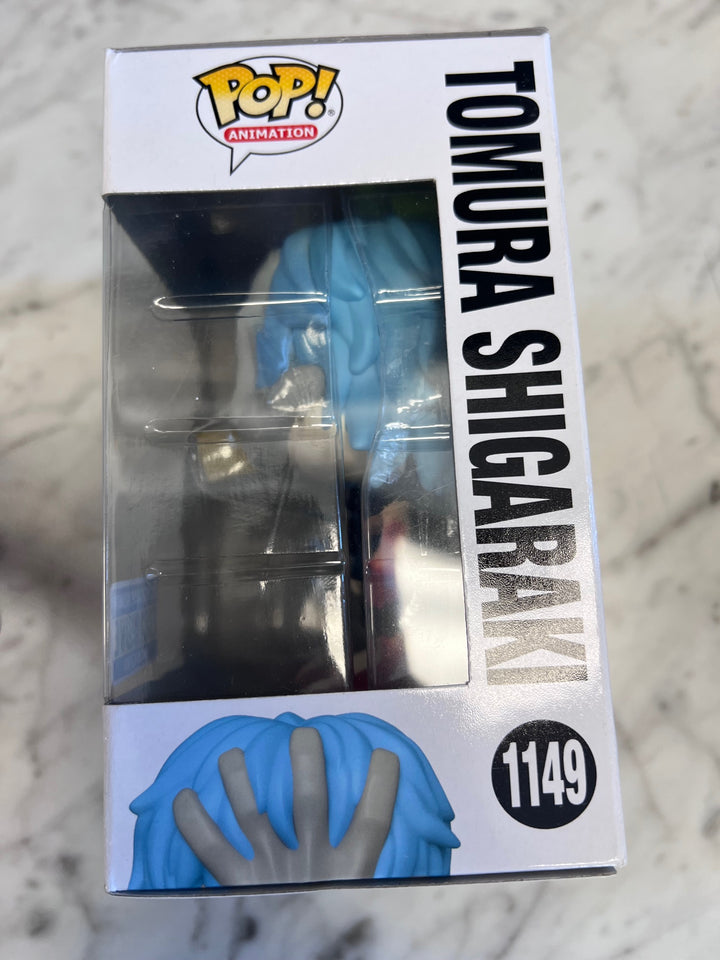 POP!®
ANIMATION
TOMURA SHIGARAKI
1149